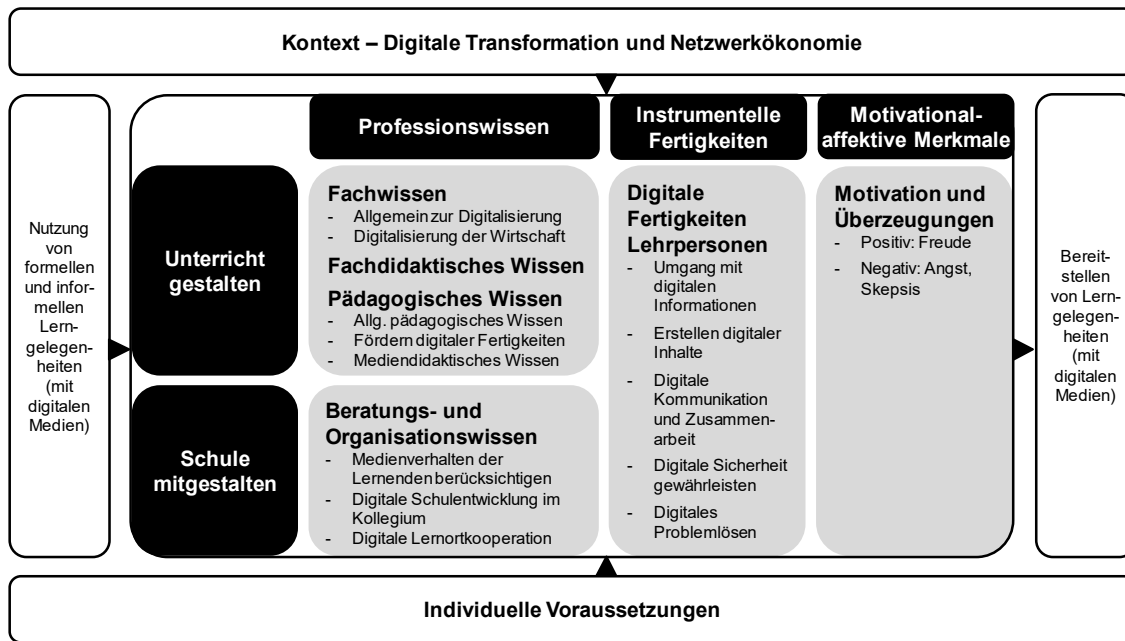 Kontext – Digitale Transformation und Netzwerkökonomie
Nutzung
von
formellen
und infor-
mellen
Lern-
gelegen-
heiten
(mit
digitalen
Medien)
Professionswissen
Instrumentelle
Fertigkeiten
Motivational-
affektive Merkmale
Unterricht
gestalten
Fachwissen
- Allgemein zur Digitalisierung
- Digitalisierung der Wirtschaft
Fachdidaktisches Wissen
Pädagogisches Wissen
- Allg. pädagogisches Wissen
- Fördern digitaler Fertigkeiten
- Mediendidaktisches Wissen
Schule
mitgestalten
Beratungs- und
Organisationswissen
- Medienverhalten der
Lernenden berücksichtigen
- Digitale Schulentwicklung im
Kollegium
- Digitale Lernortkooperation
Digitale
Fertigkeiten
Lehrpersonen
- Umgang mit
digitalen
Informationen
- Erstellen digitaler
Inhalte
- Digitale
Kommunikation
und Zusammen-
arbeit
- Digitale Sicherheit
gewährleisten
- Digitales
Problemlösen
Motivation und
Überzeugungen
- Positiv: Freude
- Negativ: Angst,
Skepsis
Bereit-
stellen
von Lern-
gelegen-
heiten
(mit
digitalen
Medien)
Individuelle Voraussetzungen